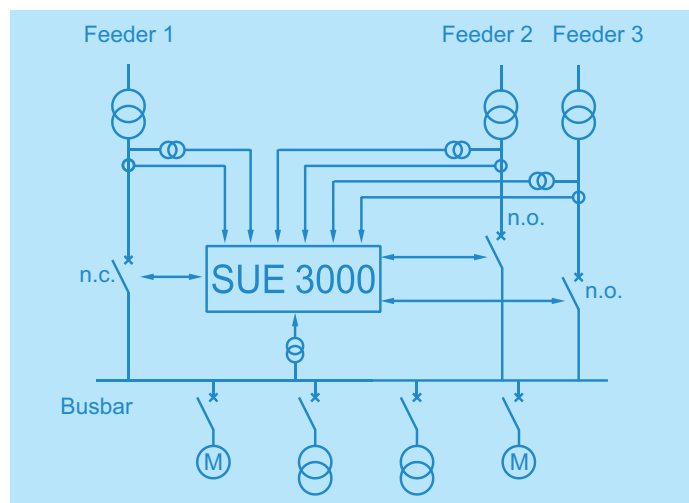 Feeder 1
Feeder 2
Feeder 3
n.o.
n.c.
SUE 3000
n.o.
Busbar
M
M